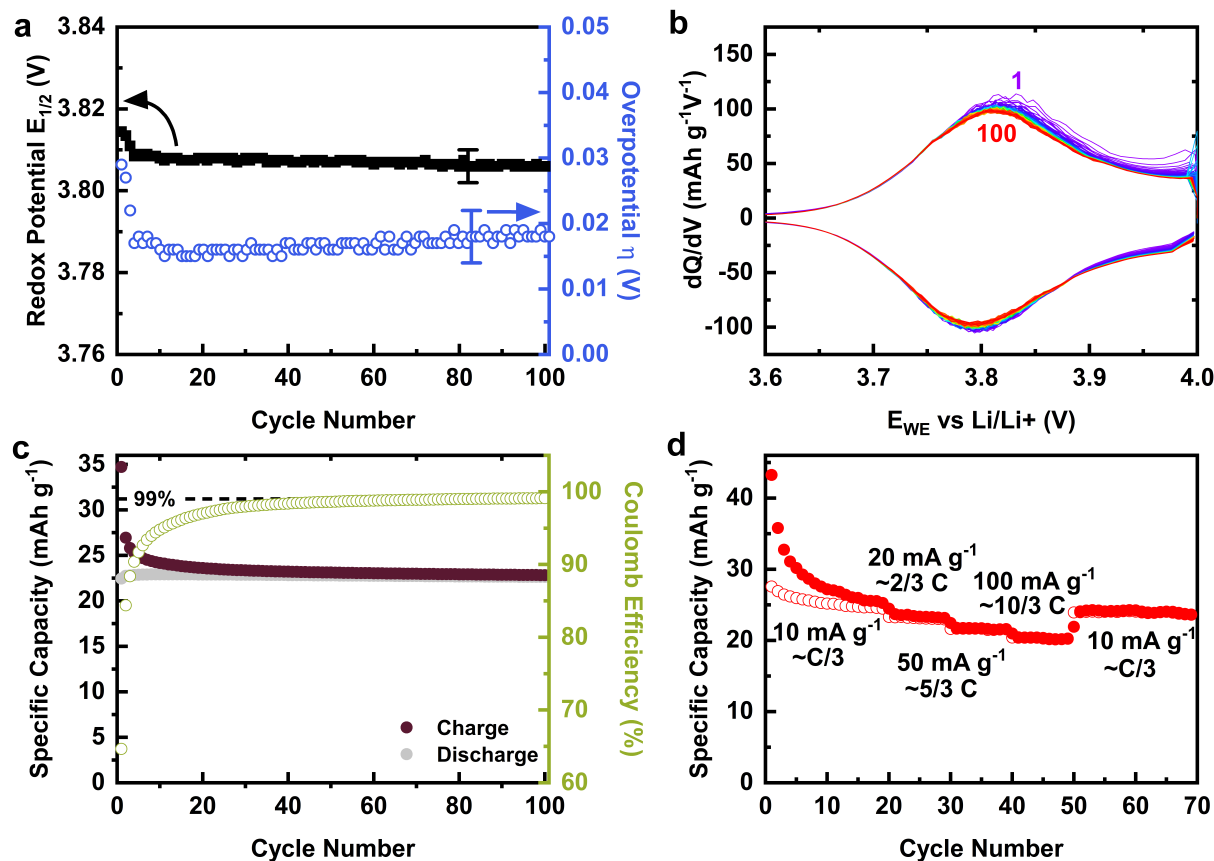 a
3.84
3.82
3.80
3.78
3.76
Redox Potential E1/2 (V)
0.05
0.04
0.03
0.02
0.01
0.00
Overpotential η (V)
0 20 40 60 80 100
Cycle Number
b
150
100
50
0
-50
-100
dQ/dV (mAh g-1V-1)
1
100
3.6 3.7 3.8 3.9 4.0
EWE vs Li/Li+ (V)
c
35
31
27
22
18
14
9
5
0
Specific Capacity (mAh g-1)
99%
Charge
Discharge
100
90
80
70
60
Coulomb Efficiency (%)
0 20 40 60 80 100
Cycle Number
d
40
30
20
10
0
Specific Capacity (mAh g-1)
20 mA g-1
~2/3 C
100 mA g-1
~10/3 C
10 mA g-1
~C/3
50 mA g-1
~5/3 C
10 mA g-1
~C/3
0 10 20 30 40 50 60 70
Cycle Number